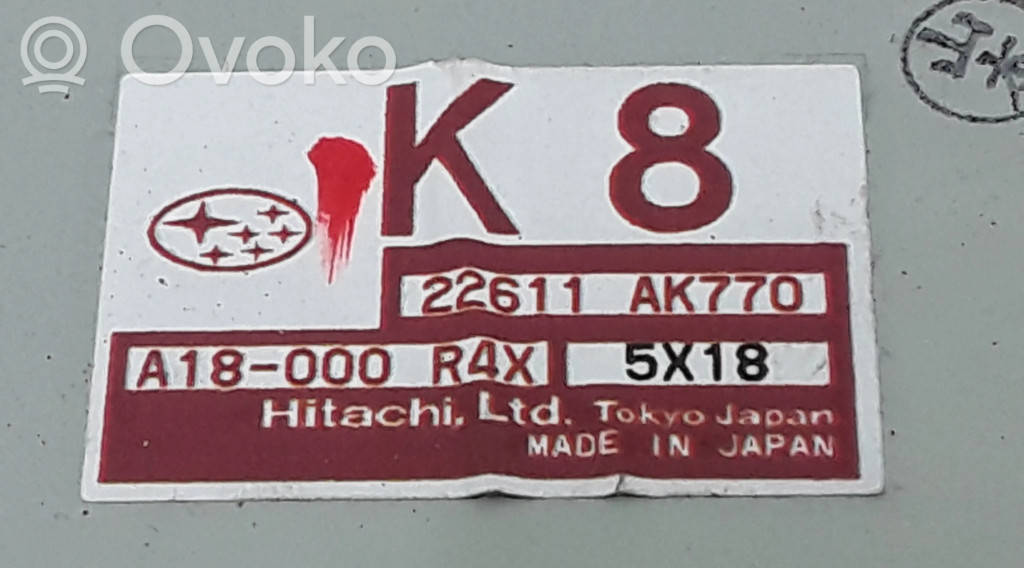 Ovoko
K 8
22611 AK770
A18-000 R4X 5X18
Hitachi, Ltd. Tokyo Japan
MADE IN JAPAN